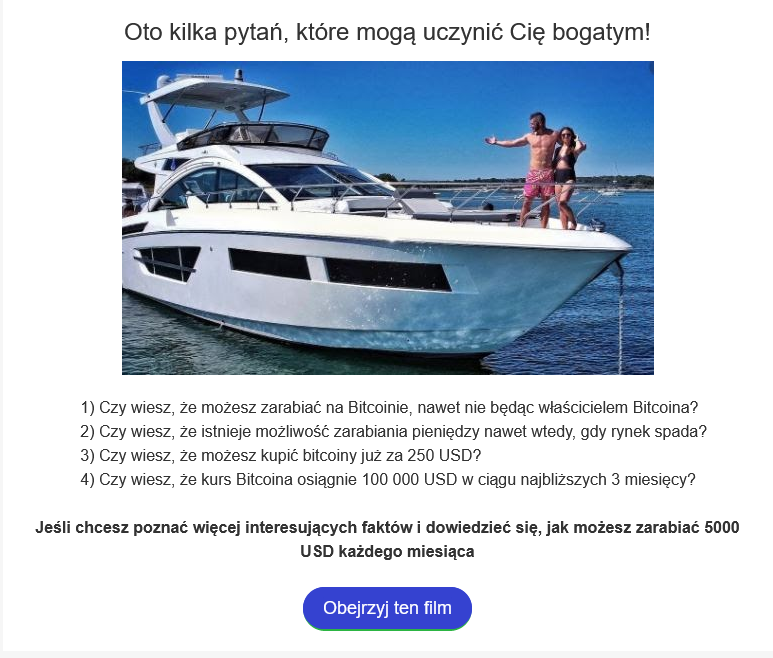 Oto kilka pytań, które mogą uczynić Cię bogatym!
1) Czy wiesz, że możesz zarabiać na Bitcoinie, nawet nie będąc właścicielem Bitcoina?
2) Czy wiesz, że istnieje możliwość zarabiania pieniędzy nawet wtedy, gdy rynek spada?
3) Czy wiesz, że możesz kupić bitcoiny już za 250 USD?
4) Czy wiesz, że kurs Bitcoina osiągnie 100 000 USD w ciągu najbliższych 3 miesięcy?
Jeśli chcesz poznać więcej interesujących faktów i dowiedzieć się, jak możesz zarabiać 5000
USD każdego miesiąca
Obejrzyj ten film